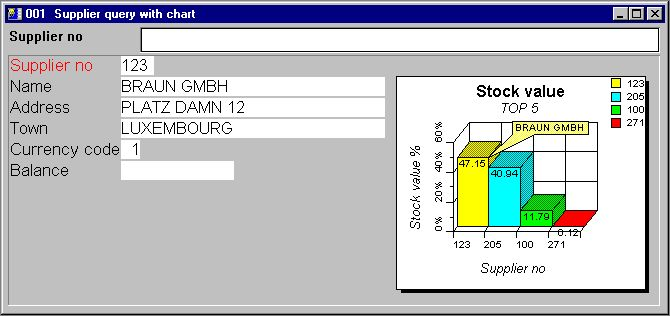 001 Supplier query with chart
Supplier no
Supplier no 123
Name BRAUN GMBH
Address PLATZ DAMN 12
Town LUXEMBOURG
Currency code 1
Balance
Stock value
TOP 5
123
205
100
271
BRAUN GMBH
Stock value %
60%
40%
20%
0%
47.15
40.94
11.79
0.12
123 205 100 271
Supplier no